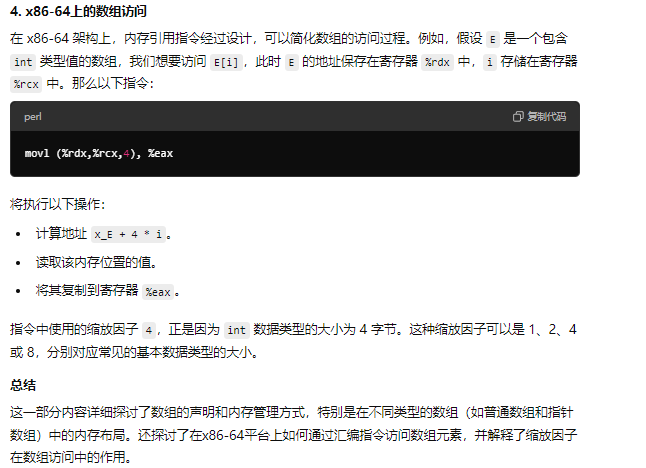 4. x86-64上的数组访问
在 x86-64 架构上，内存引用指令经过设计，可以简化数组的访问过程。例如，假设 E 是一个包含
int 类型值的数组，我们想要访问 E[i]，此时 E 的地址保存在寄存器 %rdx 中，i 存储在寄存器
%rcx 中。那么以下指令：
perl 复制代码
movl (%rdx,%rcx,4), %eax
将执行以下操作：
• 计算地址 x_E + 4 * i。
• 读取该内存位置的值。
• 将其复制到寄存器 %eax。
指令中使用的缩放因子 4，正是因为 int 数据类型的大小为 4 字节。这种缩放因子可以是 1、2、4
或 8，分别对应常见的基本数据类型的大小。
总结
这一部分内容详细探讨了数组的声明和内存管理方式，特别是在不同类型的数组（如普通数组和指针
数组）中的内存布局。还探讨了在x86-64平台上如何通过汇编指令访问数组元素，并解释了缩放因子
在数组访问中的作用。